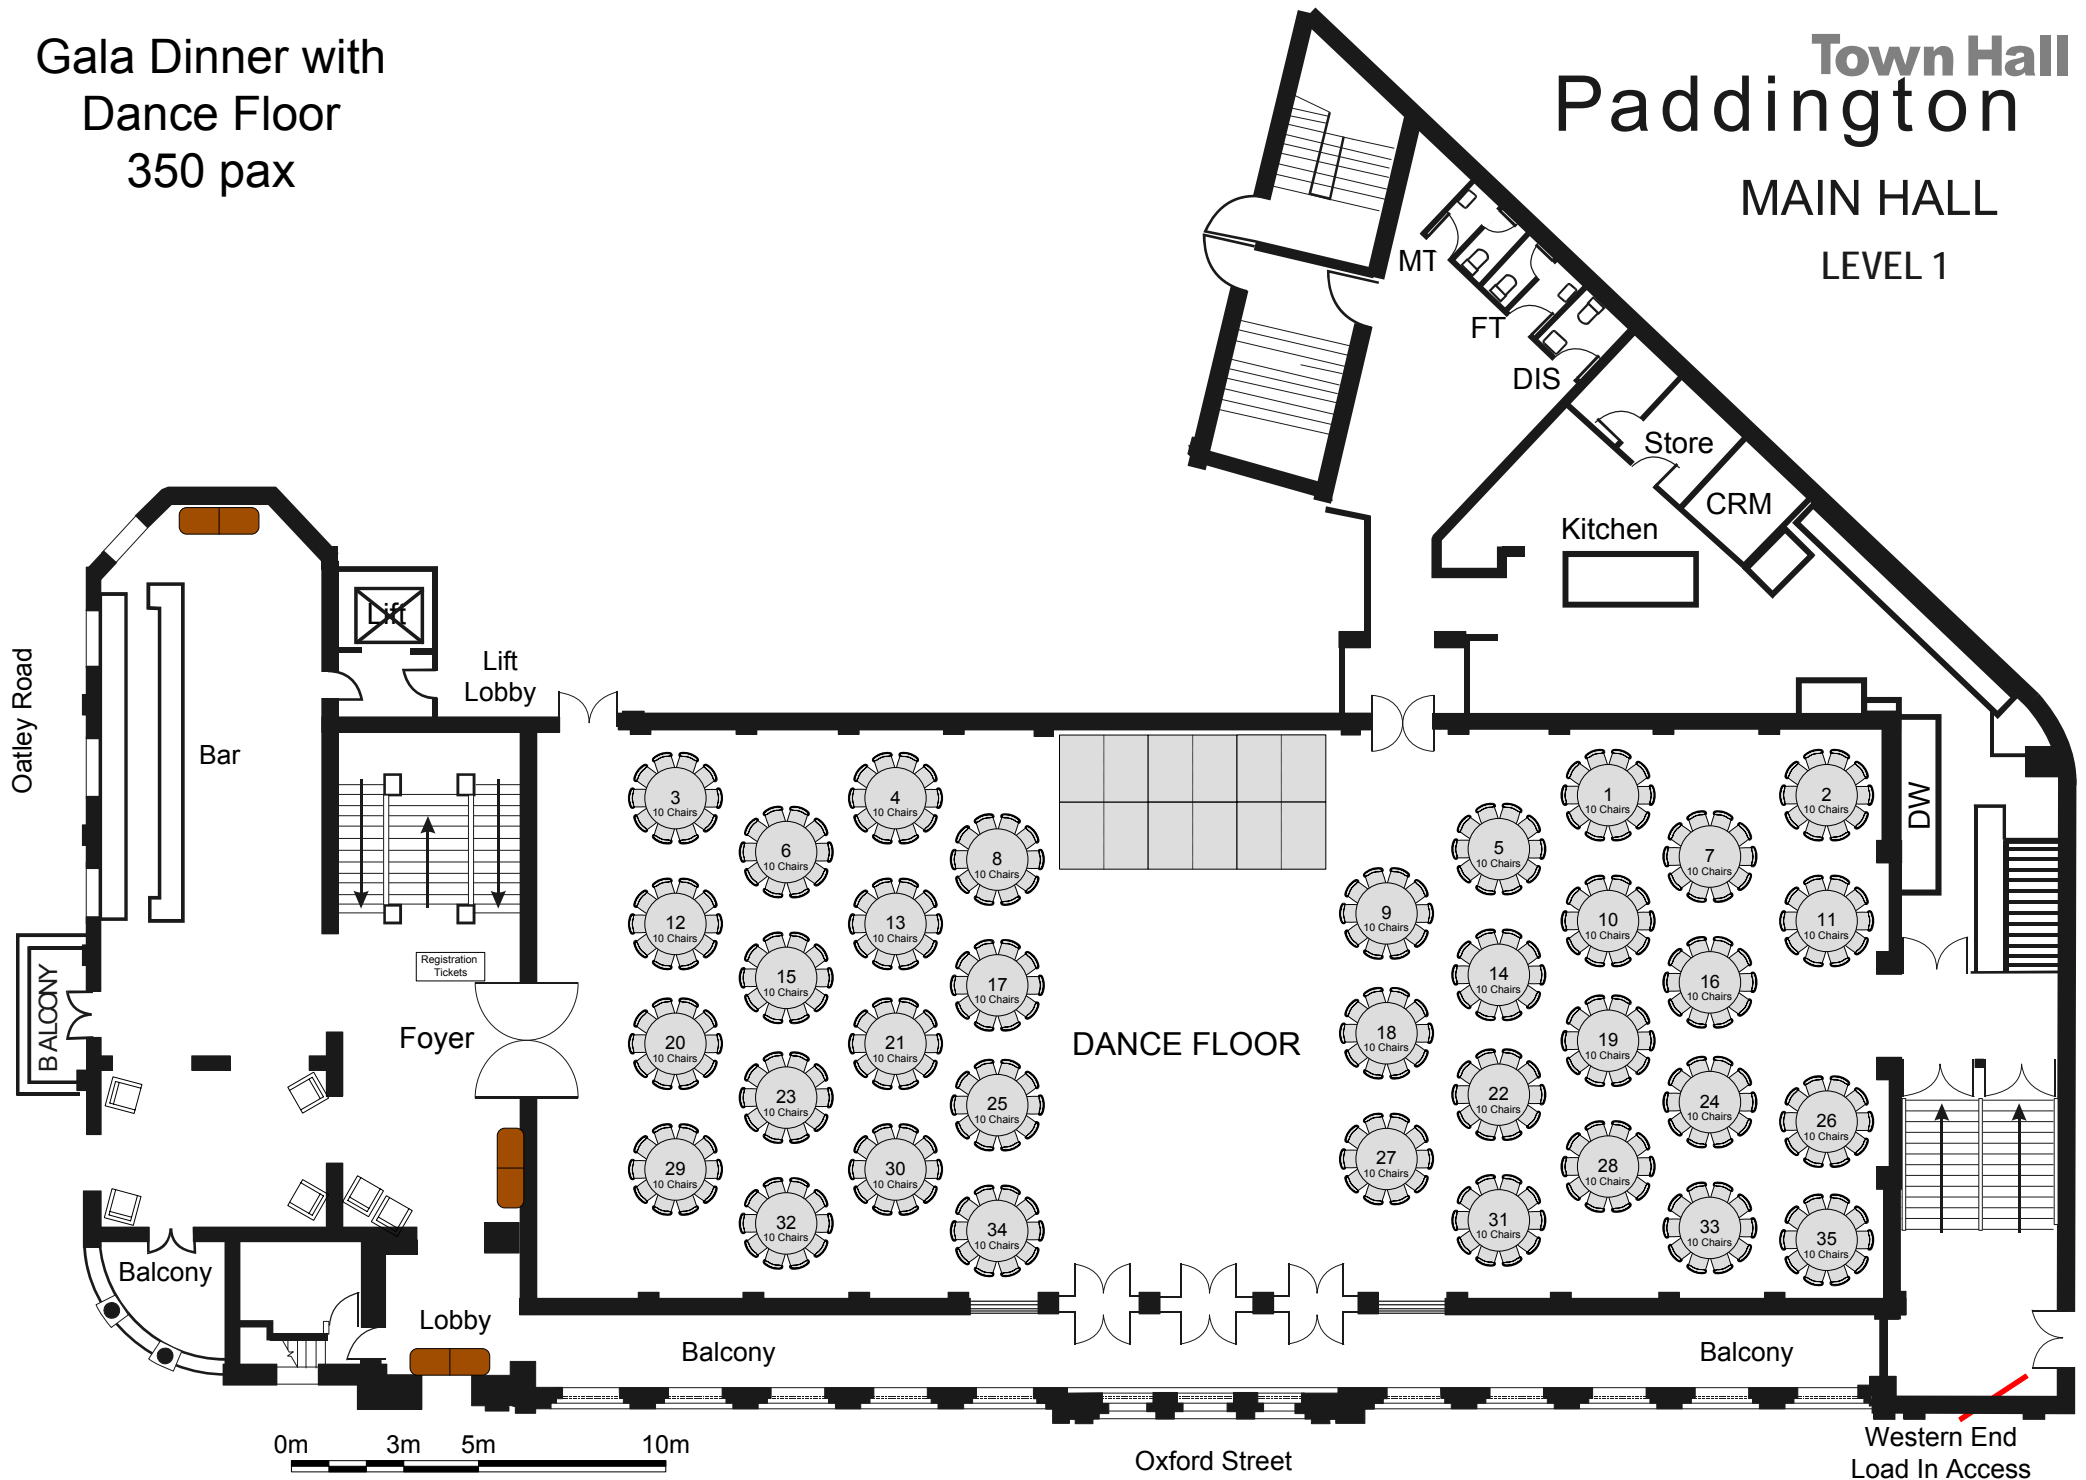 Gala Dinner with
Dance Floor
350 pax
Town Hall
Paddington
MAIN HALL
LEVEL 1
MT
FT
DIS
Store
CRM
Kitchen
Lift
Lift
Lobby
Oatley Road
Bar
DW
BALCONY
Registration
Tickets
Foyer
3
10 Chairs
4
10 Chairs
1
10 Chairs
2
10 Chairs
6
10 Chairs
8
10 Chairs
5
10 Chairs
7
10 Chairs
12
10 Chairs
13
10 Chairs
9
10 Chairs
10
10 Chairs
11
10 Chairs
15
10 Chairs
17
10 Chairs
14
10 Chairs
16
10 Chairs
20
10 Chairs
21
10 Chairs
DANCE FLOOR
18
10 Chairs
19
10 Chairs
23
10 Chairs
25
10 Chairs
22
10 Chairs
24
10 Chairs
26
10 Chairs
29
10 Chairs
30
10 Chairs
27
10 Chairs
28
10 Chairs
32
10 Chairs
34
10 Chairs
31
10 Chairs
33
10 Chairs
35
10 Chairs
Balcony
Lobby
Balcony
Balcony
0m 3m 5m 10m
Oxford Street
Western End
Load In Access